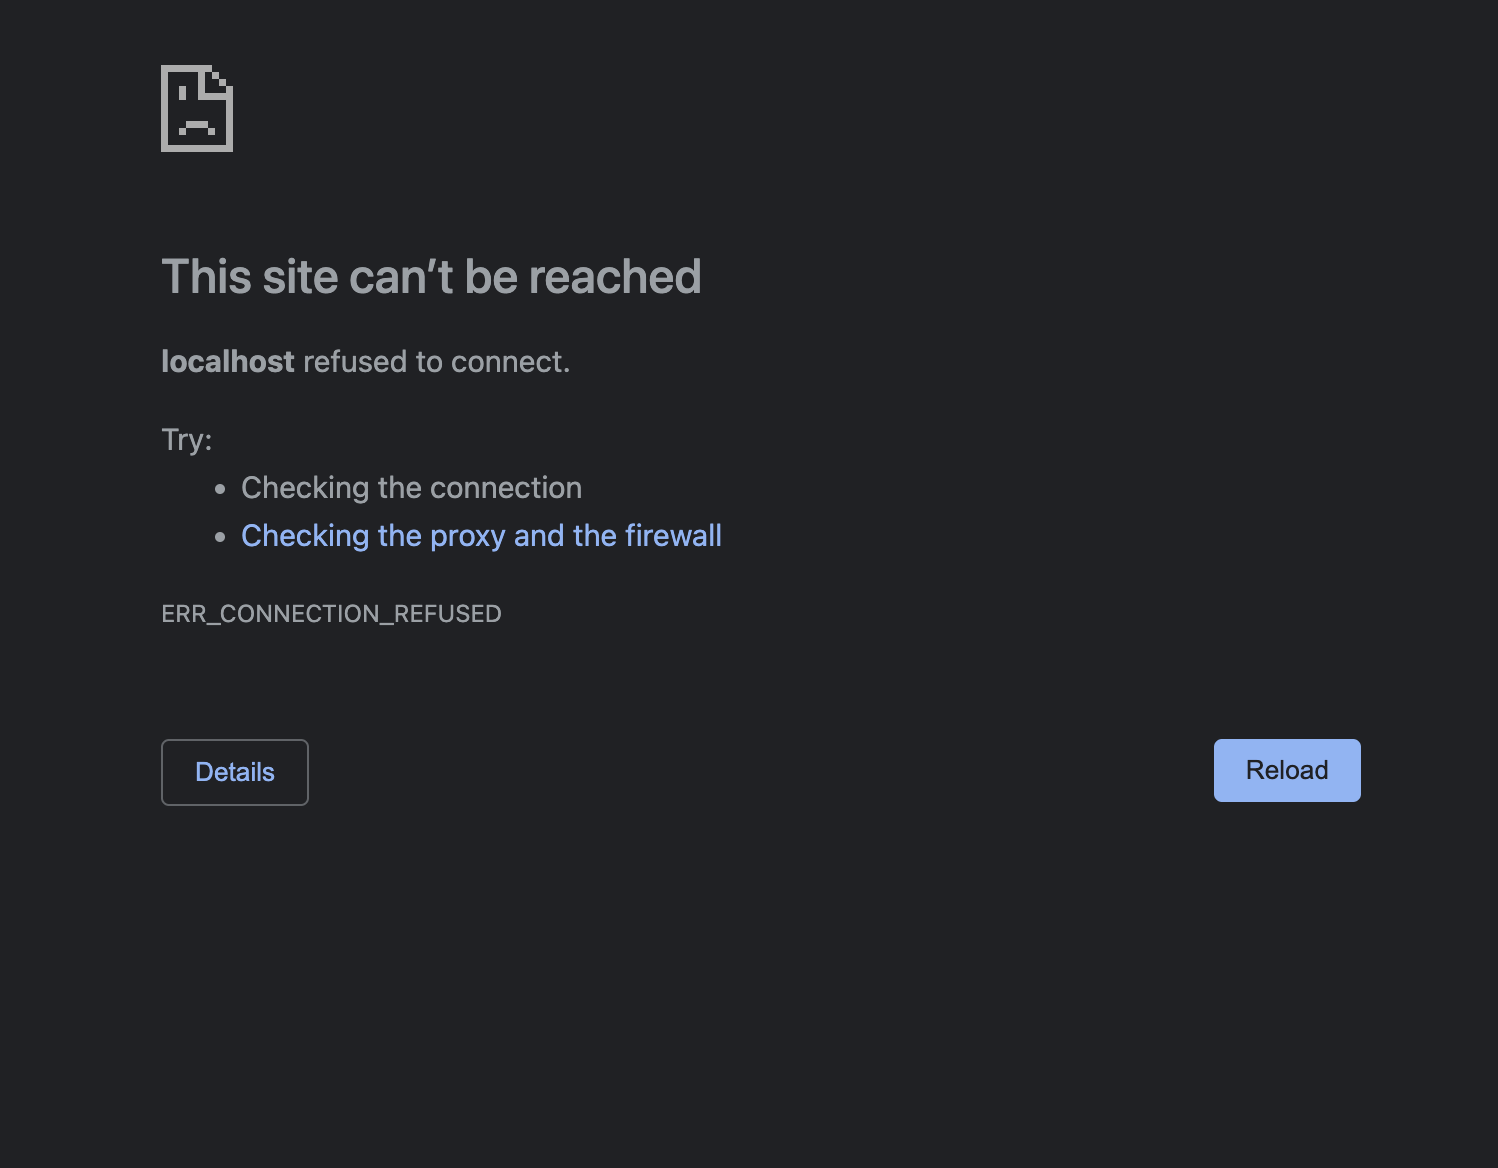 This site can’t be reached
localhost refused to connect.
Try:
• Checking the connection
• Checking the proxy and the firewall
ERR_CONNECTION_REFUSED
Details
Reload